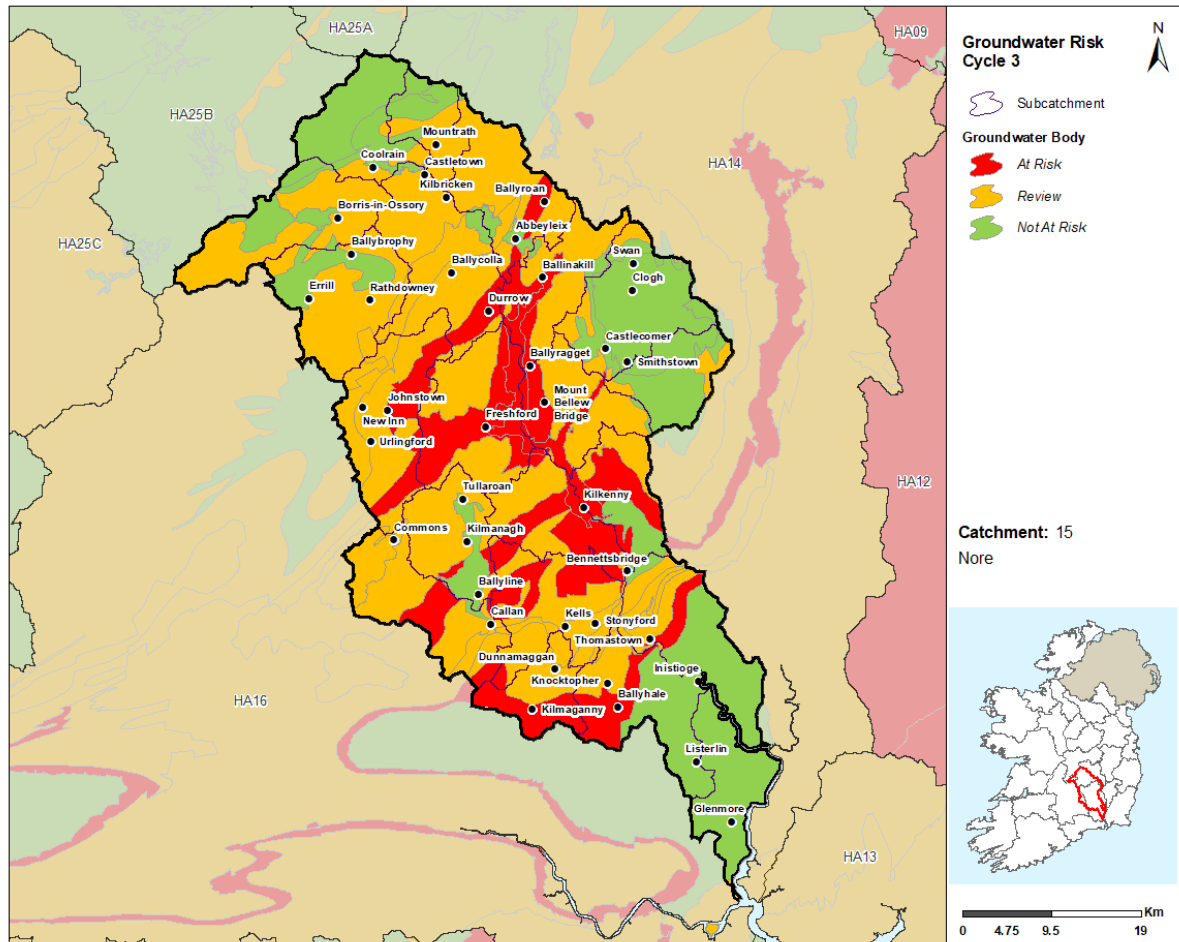 HA25A
HA09
HA25B
HA14
HA25C
HA12
HA16
HA13
Mountrath
Coolrain
Castletown
Kilbricken
Ballyroan
Borris-in-Ossory
Abbeyleix
Ballybrophy
Swan
Ballycolla
Ballinakill
Clogh
Errill
Rathdowney
Durrow
Castlecomer
Ballyragget
Smithstown
Johnstown
Mount
Bellew
Bridge
New Inn
Freshford
Urlingford
Tullaroan
Kilkenny
Commons
Kilmanagh
Bennettsbridge
Ballyline
Callan
Kells
Stonyford
Thomastown
Dunnamaggan
Inistioge
Knocktopher
Ballyhale
Kilmaganny
Listerlin
Glenmore
Groundwater Risk
Cycle 3
N
Subcatchment
Groundwater Body
At Risk
Review
Not At Risk
Catchment: 15
Nore
Km
0 4.75 9.5 19